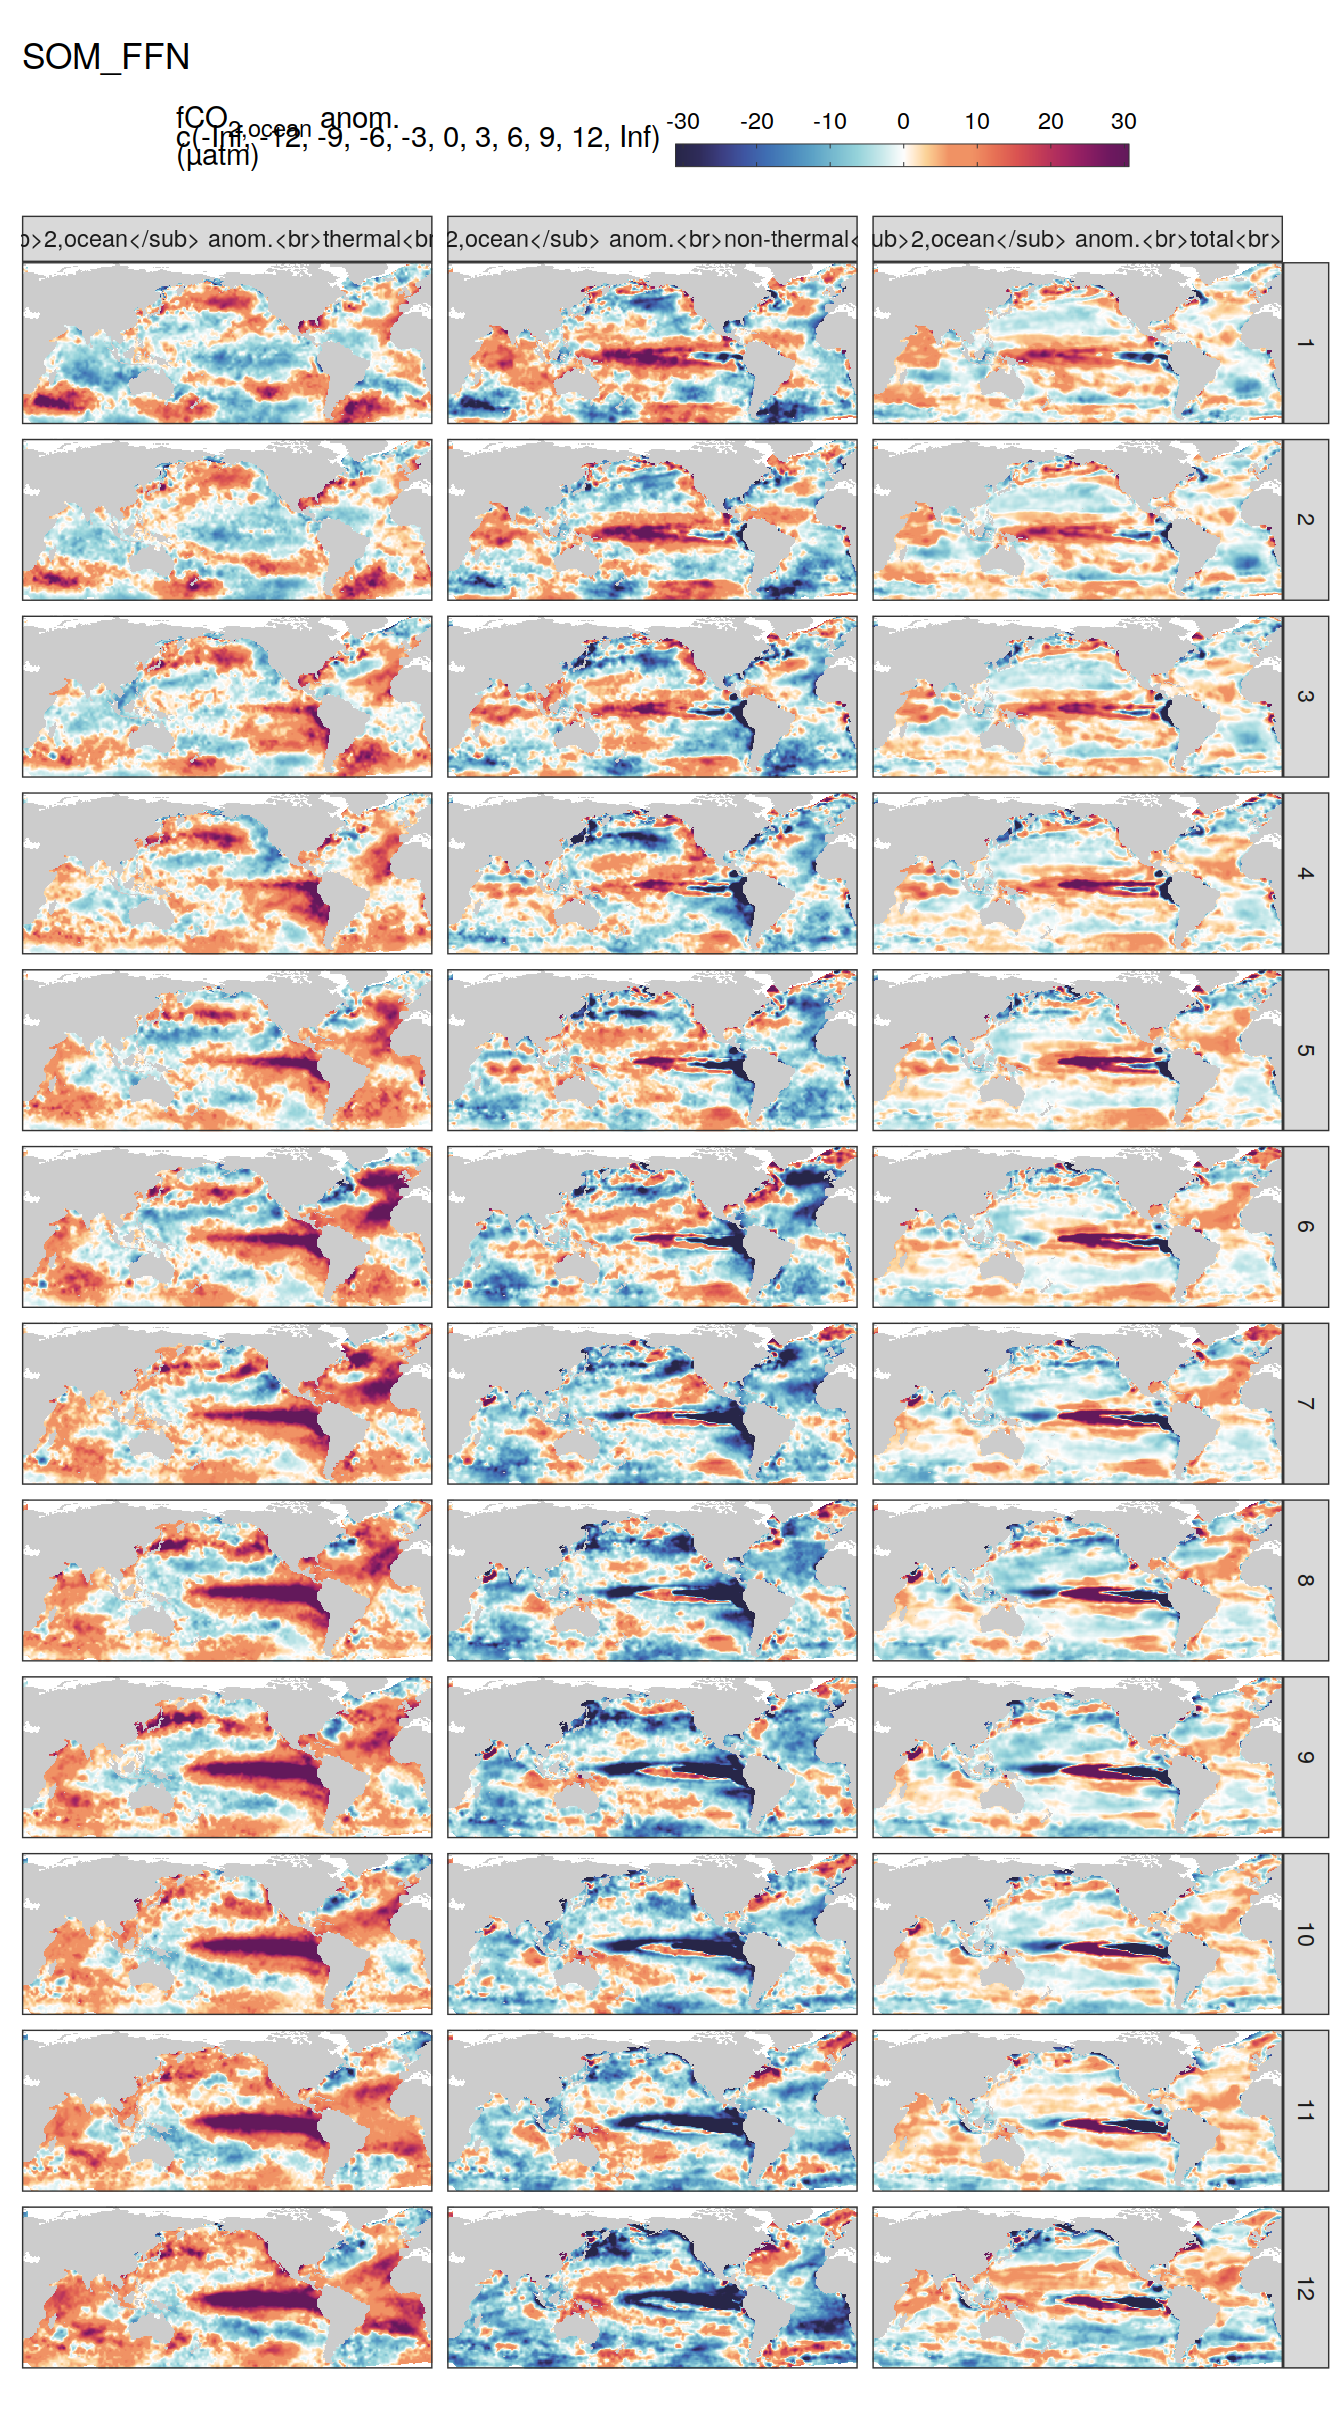 SOM_FFN
fCO2,ocean anom.
c(-Inf, -12, -9, -6, -3, 0, 3, 6, 9, 12, Inf)
(µatm)
-30 -20 -10 0 10 20 30
b>2,ocean</sub> anom.<br>thermal<br
2,ocean</sub> anom.<br>non-thermal<
ub>2,ocean</sub> anom.<br>total<br>
1
2
3
4
5
6
7
8
9
10
11
12